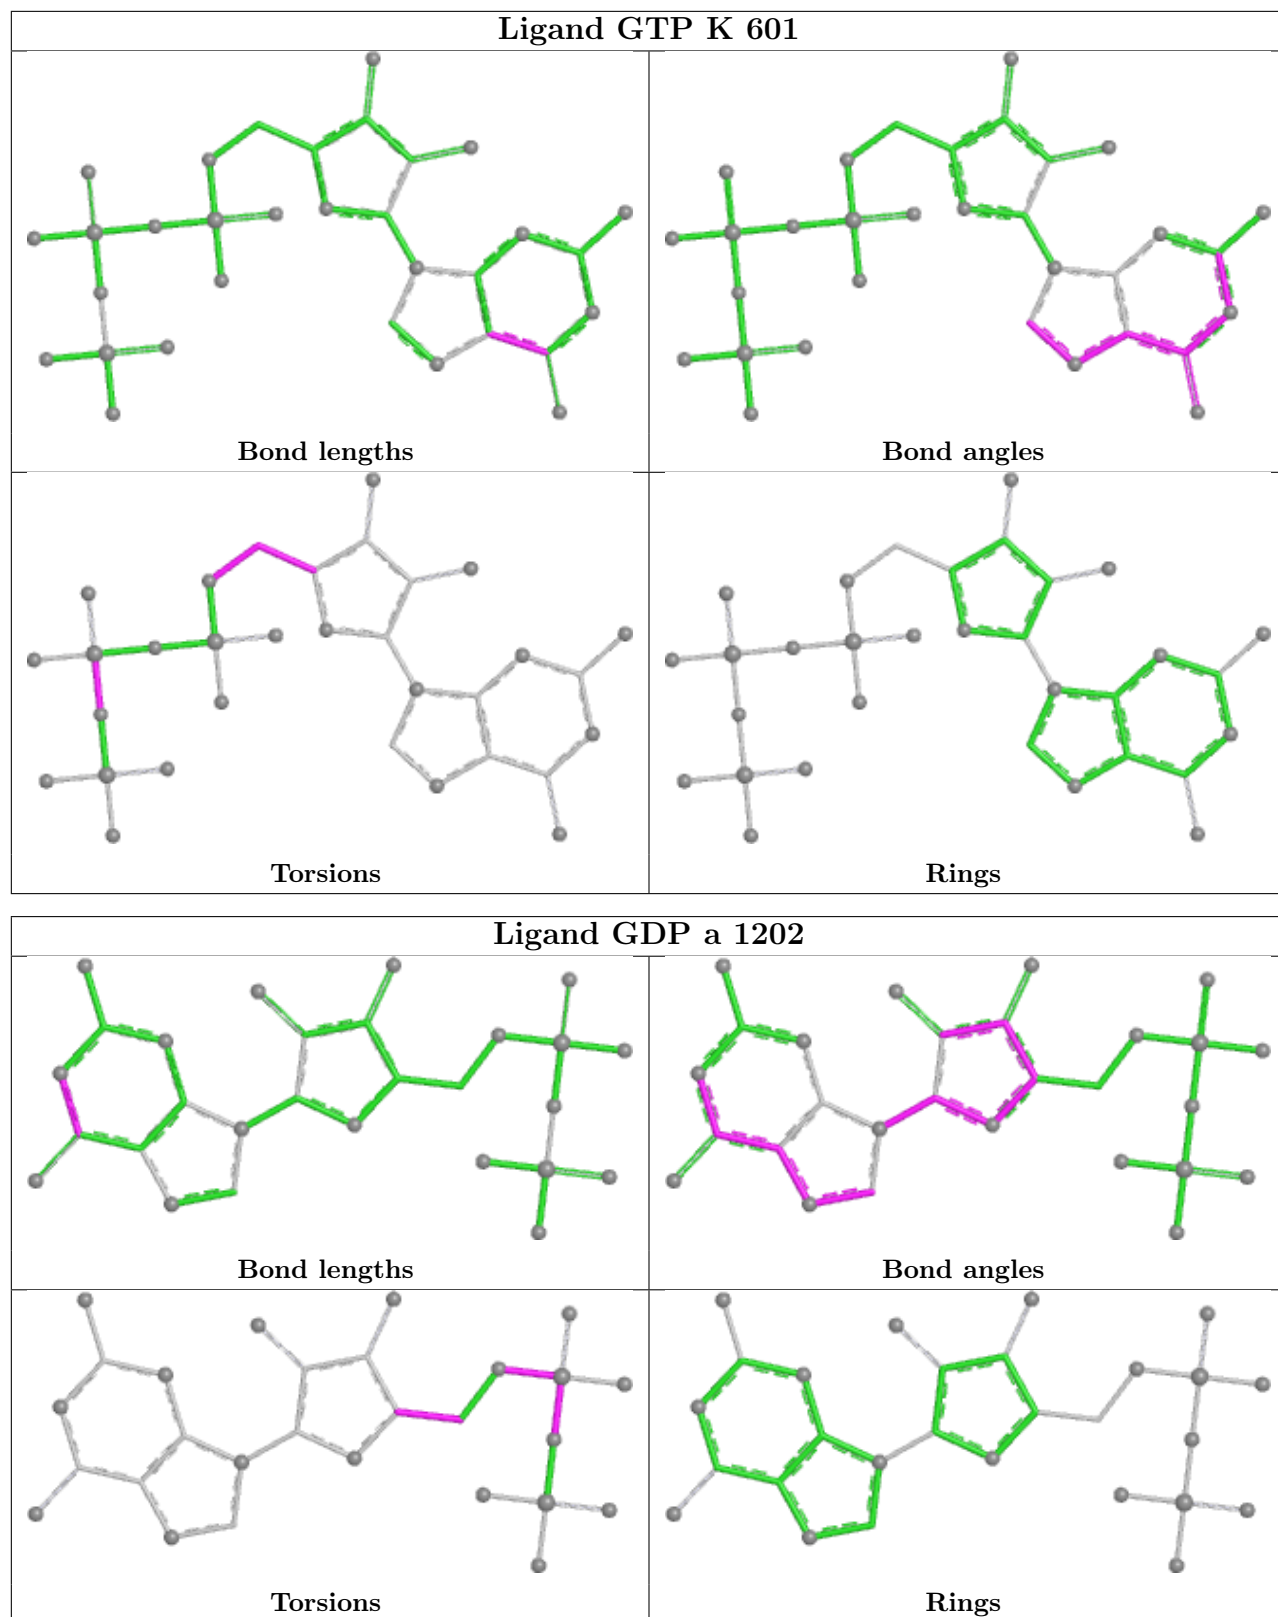 Ligand GTP K 601
Bond lengths
Bond angles
Torsions
Rings
Ligand GDP a 1202
Bond lengths
Bond angles
Torsions
Rings